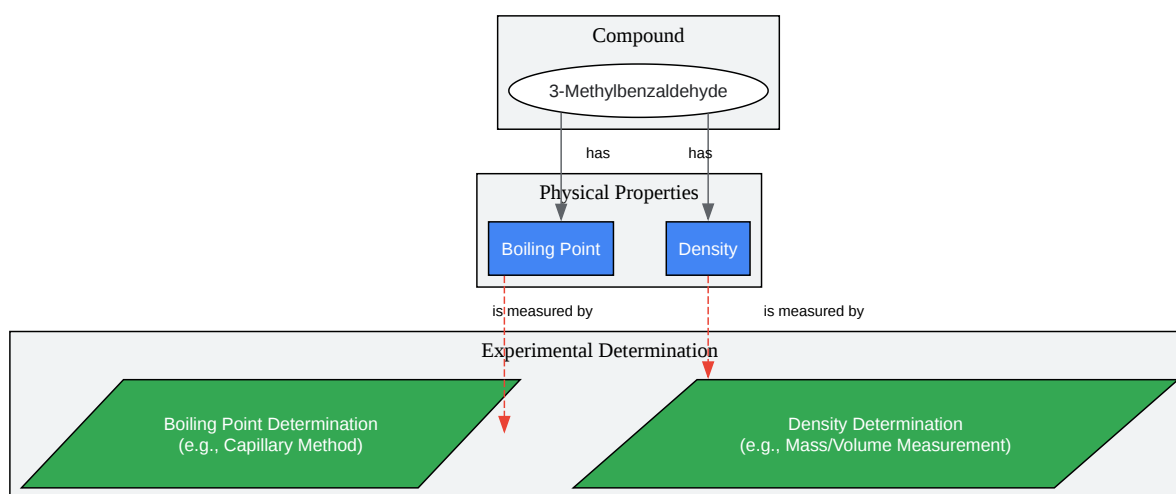 Compound
3-Methylbenzaldehyde
has
has
Physical Properties
Boiling Point
Density
is measured by
is measured by
Experimental Determination
Boiling Point Determination
(e.g., Capillary Method)
Density Determination
(e.g., Mass/Volume Measurement)